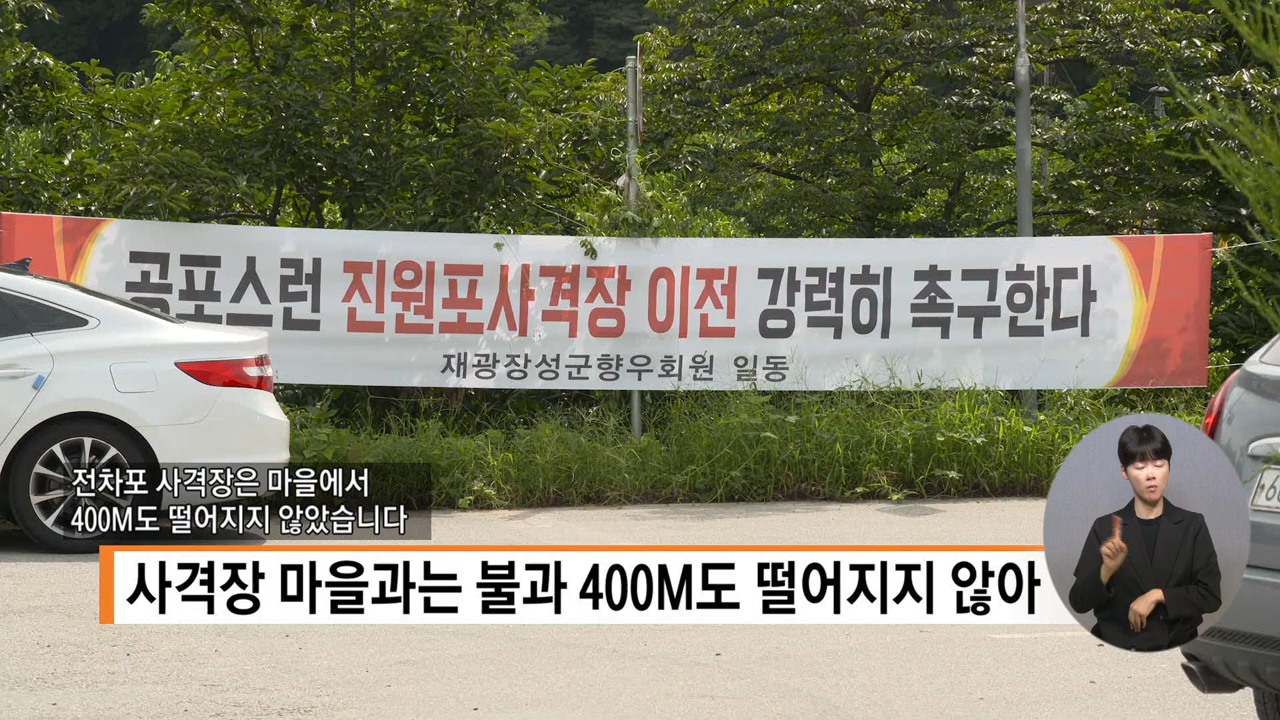 공포스런 진원포사격장 이전 강력히 촉구한다
재광장성군향우회원 일동
전차포 사격장은 마을에서
400M도 떨어지지 않았습니다
사격장 마을과는 불과 400M도 떨어지지 않아